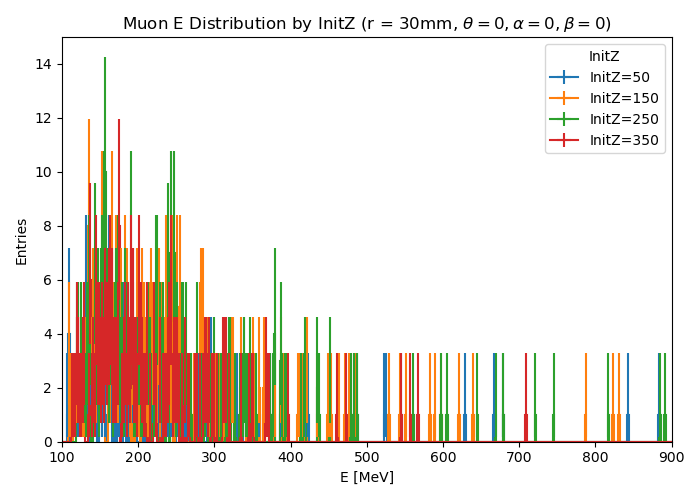 Muon E Distribution by InitZ (r = 30mm, θ = 0, α = 0, β = 0)
14
12
10
8
6
4
2
0
Entries
InitZ
InitZ=50
InitZ=150
InitZ=250
InitZ=350
100 200 300 400 500 600 700 800 900
E [MeV]